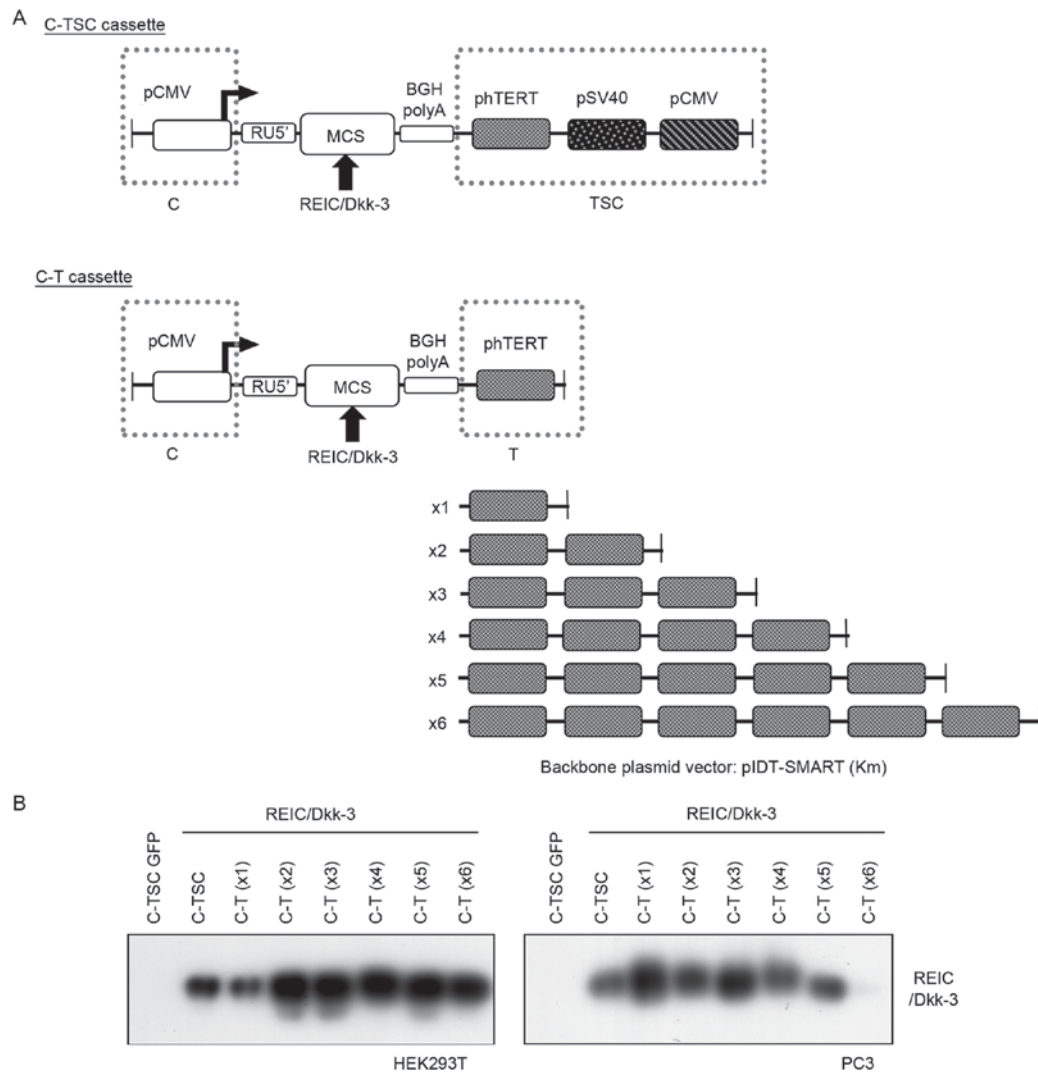 A
C-TSC cassette
pCMV
BGH
polyA
phTERT
pSV40
pCMV
RU5'
MCS
C
REIC/Dkk-3
TSC
C-T cassette
pCMV
BGH
polyA
phTERT
RU5'
MCS
C
REIC/Dkk-3
T
x1
x2
x3
x4
x5
x6
Backbone plasmid vector: pIDT-SMART (Km)
B
REIC/Dkk-3
C-TSC GFP
C-TSC
C-T (x1)
C-T (x2)
C-T (x3)
C-T (x4)
C-T (x5)
C-T (x6)
HEK293T
REIC/Dkk-3
C-TSC GFP
C-TSC
C-T (x1)
C-T (x2)
C-T (x3)
C-T (x4)
C-T (x5)
C-T (x6)
REIC
/Dkk-3
PC3